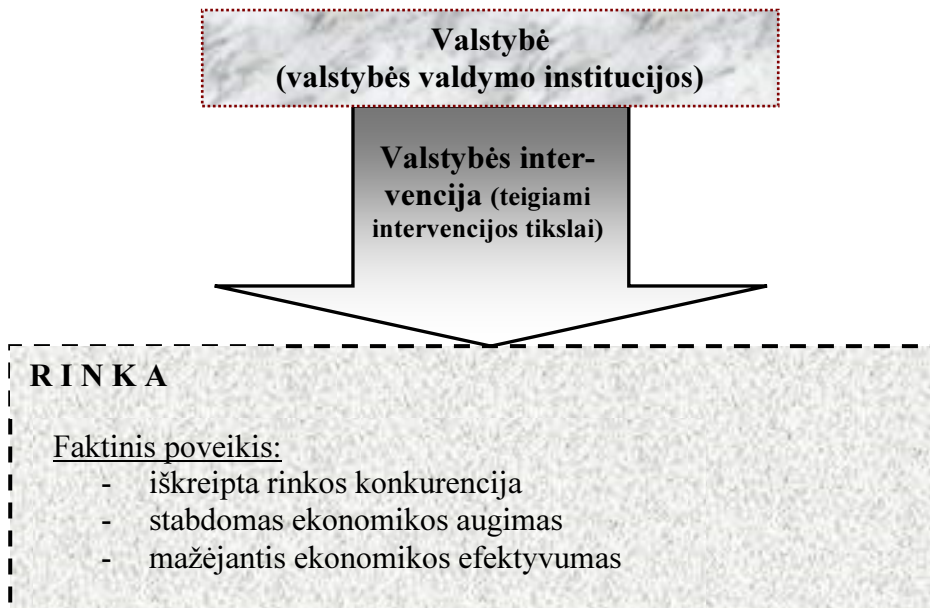 Valstybė
(valstybės valdymo institucijos)
Valstybės inter-
vencija (teigiami
intervencijos tikslai)
R I N K A
Faktinis poveikis:
- iškreipta rinkos konkurencija
- stabdomas ekonomikos augimas
- mažėjantis ekonomikos efektyvumas